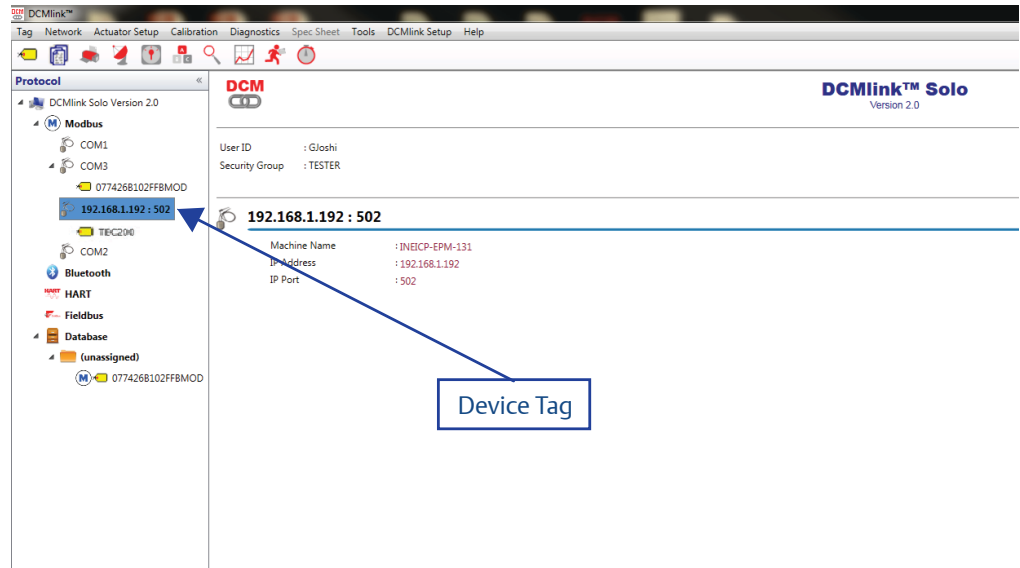 DCM DCMlink™
Tag Network Actuator Setup Calibration Diagnostics Spec Sheet Tools DCMlink Setup Help
Protocol «
DCMlink Solo Version 2.0
M Modbus
COM1
COM3
077426B102FFBMOD
192.168.1.192 : 502
TEC200
COM2
Bluetooth
HART HART
Fieldbus
Database
(unassigned)
M 077426B102FFBMOD
DCM
DCMlink™ Solo
Version 2.0
User ID : GJoshi
Security Group : TESTER
192.168.1.192 : 502
Machine Name : INEICP-EPM-131
IP Address : 192.168.1.192
IP Port : 502
Device Tag